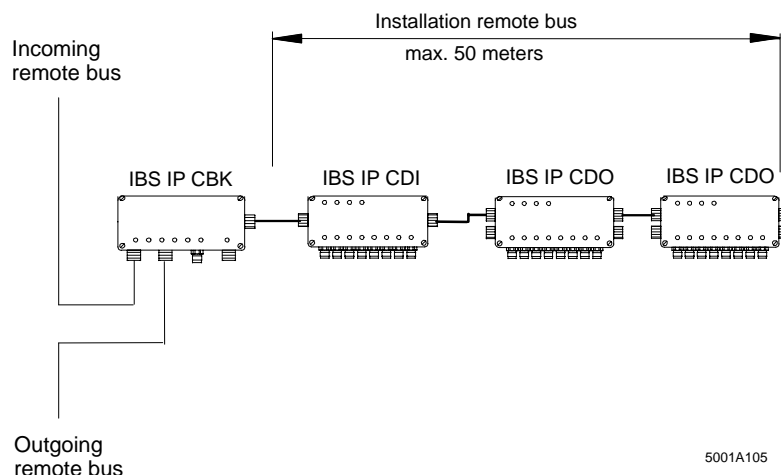 Installation remote bus
max. 50 meters
Incoming
remote bus
IBS IP CBK
IBS IP CDI
IBS IP CDO
IBS IP CDO
Outgoing
remote bus
5001A105